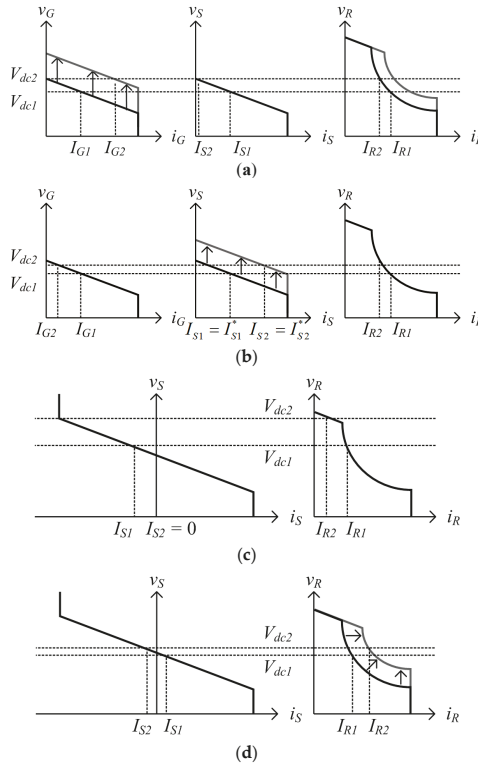 v_G v_S v_R
V_dc2
V_dc1
i_G i_S
I_G1 I_G2 I_S2 I_S1 I_R2 I_R1
(a)
v_G v_S v_R
V_dc2
V_dc1
i_G i_S
I_G2 I_G1 I_S1 = I*_S1 I_S2 = I*_S2 I_R2 I_R1
(b)
v_S v_R
V_dc2
V_dc1
i_S i_R
I_S1 I_S2 = 0 I_R2 I_R1
(c)
v_S v_R
V_dc2
V_dc1
i_S i_R
I_S2 I_S1 I_R1 I_R2
(d)